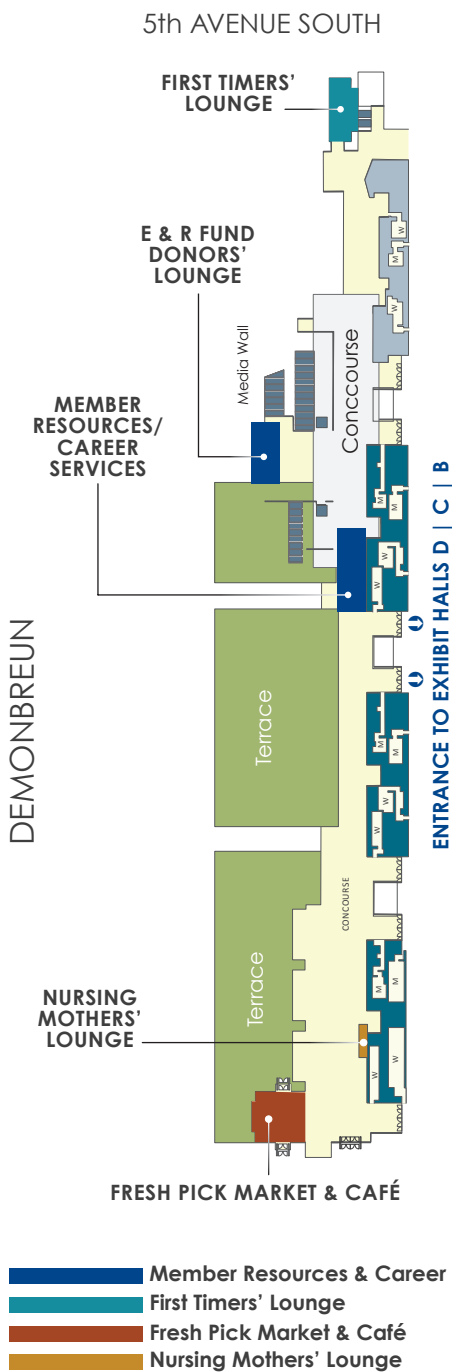 5th AVENUE SOUTH
FIRST TIMERS'
LOUNGE
W
M
W
E & R FUND
DONORS'
LOUNGE
Media Wall
Conccourse
MEMBER
RESOURCES/
CAREER
SERVICES
M
M
W
W
ENTRANCE TO EXHIBIT HALLS D | C | B
DEMONBREUN
Terrace
M
M
W
W
CONCOURSE
Terrace
M
M
NURSING
MOTHERS'
LOUNGE
W
W
FRESH PICK MARKET & CAFÉ
Member Resources & Career
First Timers' Lounge
Fresh Pick Market & Café
Nursing Mothers' Lounge